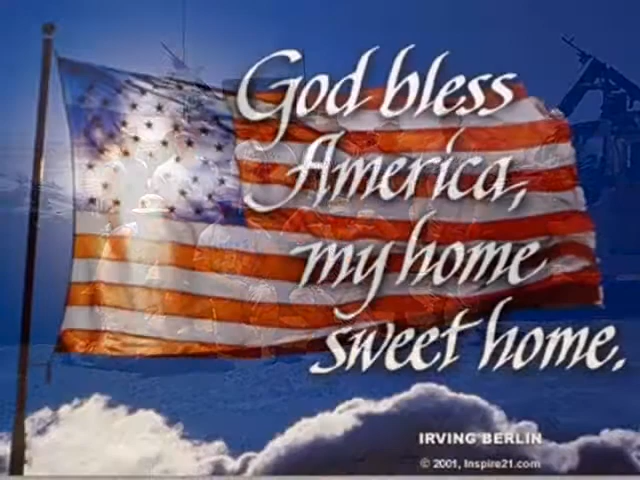 God bless
America,
my home
sweet home.
IRVING BERLIN
© 2001, Inspire21.com